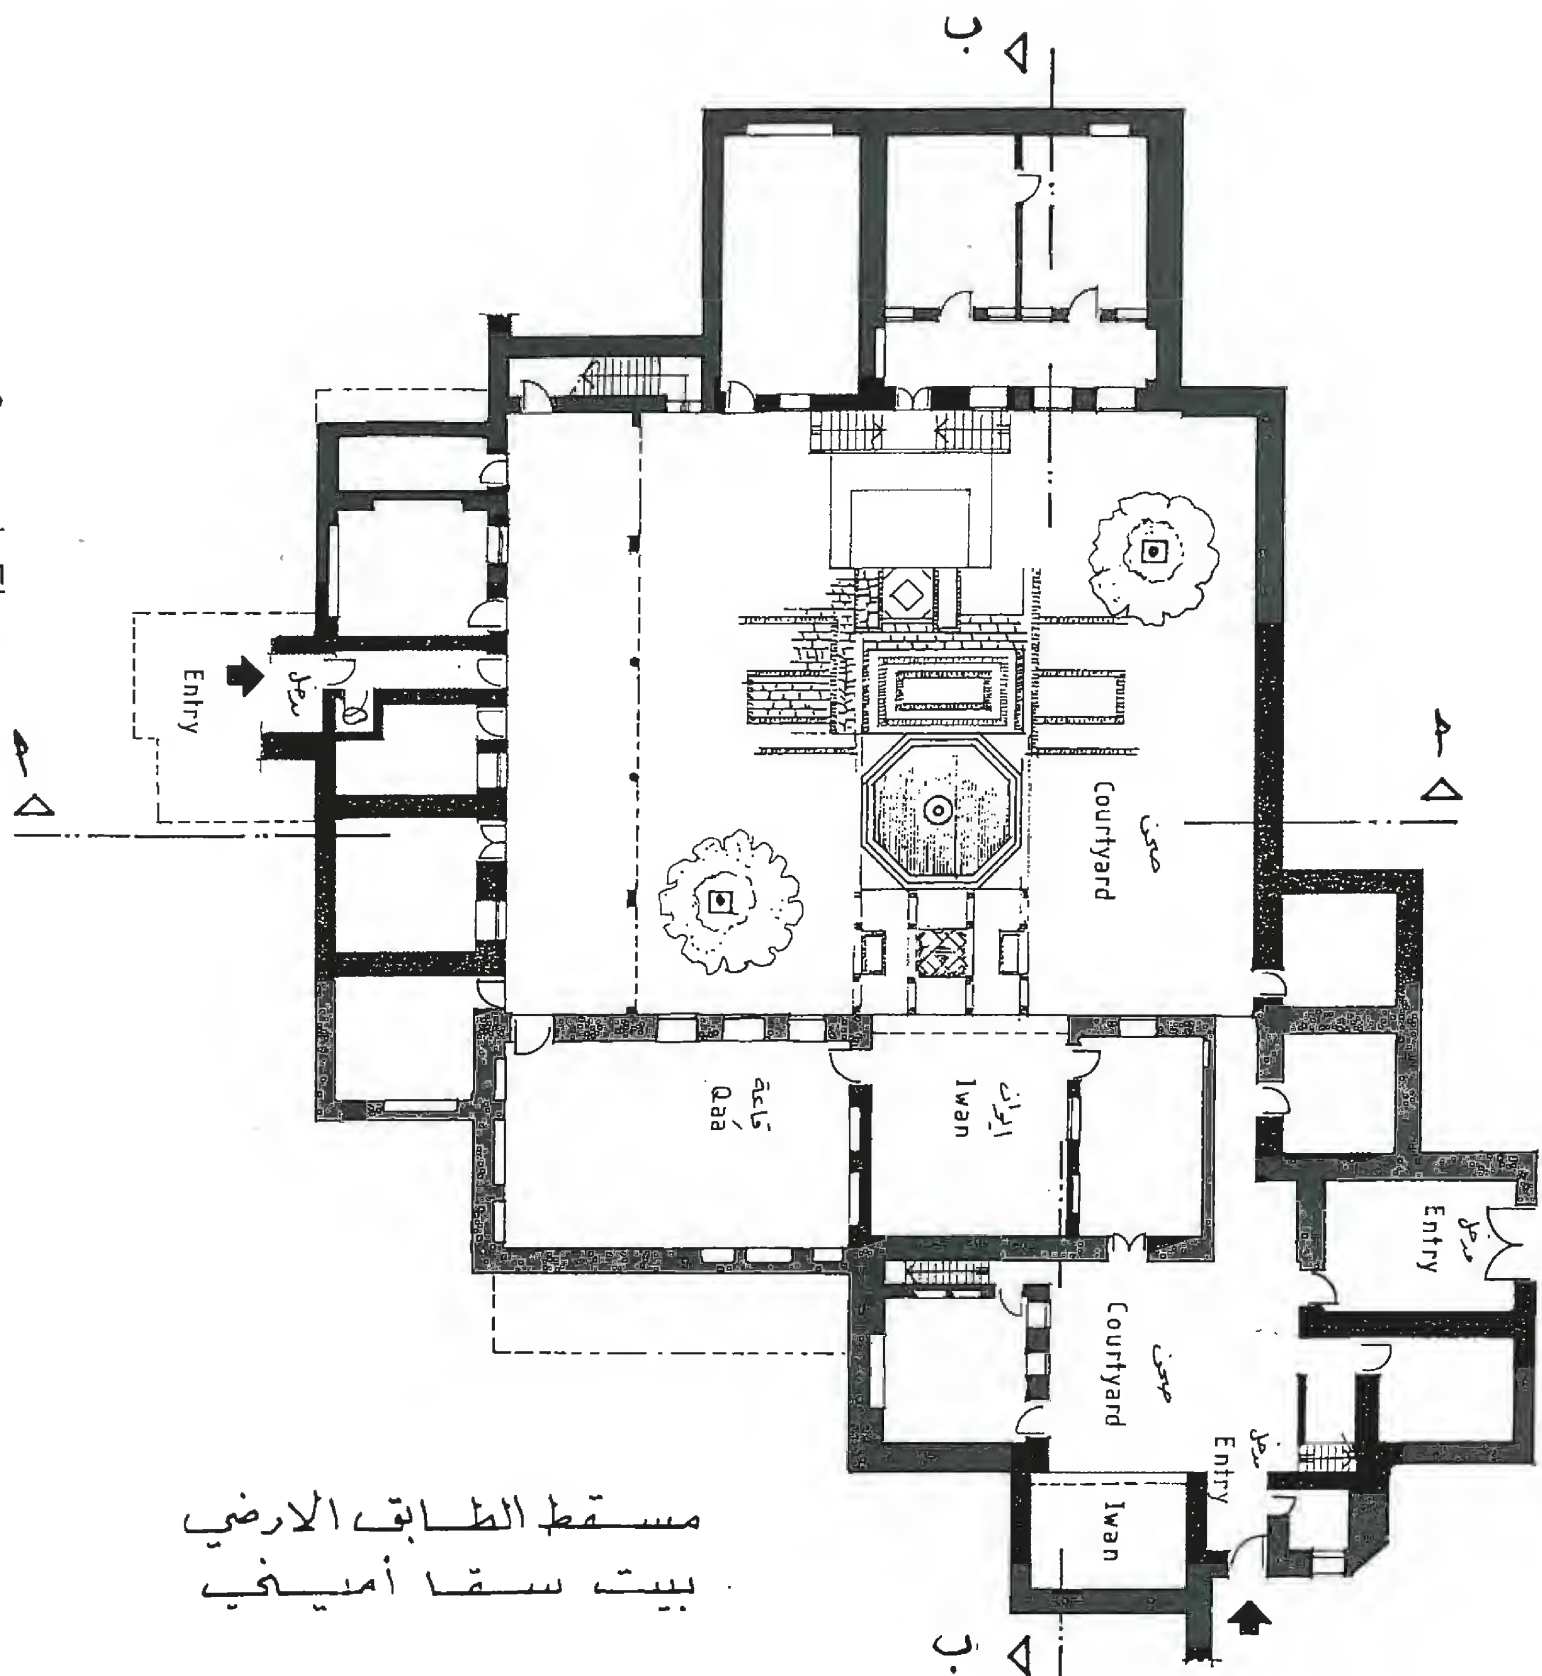 ب
مدخل
Entry
ح
ح
صحن
Courtyard
قاعة
Qaa
ايوان
Iwan
مدخل
Entry
صحن
Courtyard
مدخل
Entry
Iwan
مسقط الطابق الارضي
بيت سقا أميني
ب